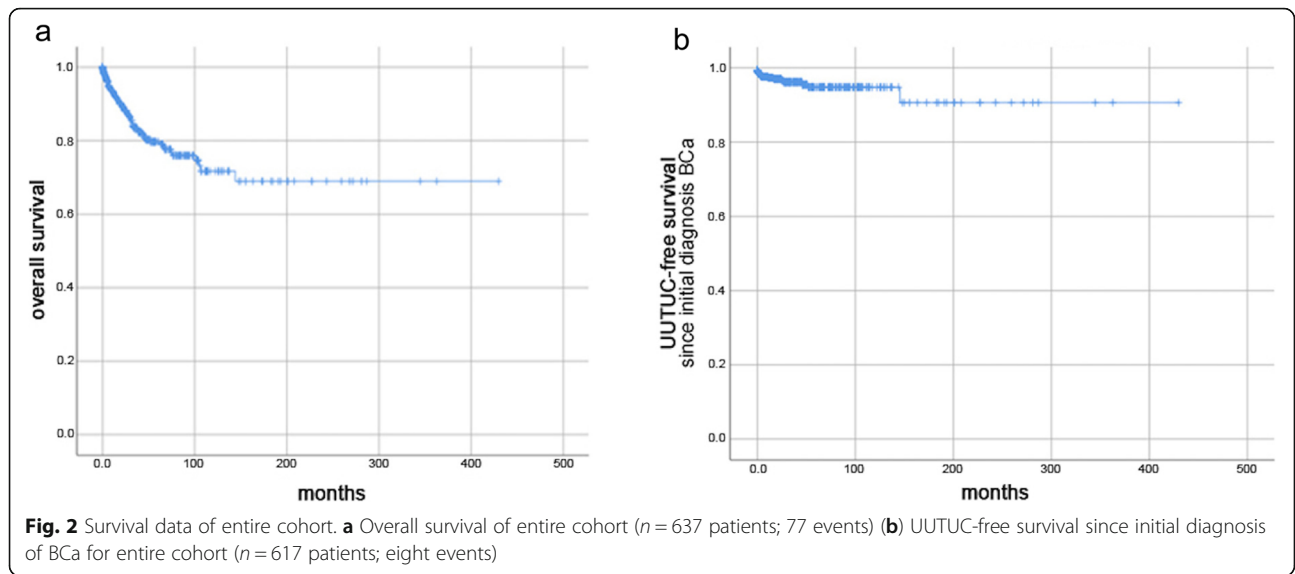 a
1.0
0.8
0.6
0.4
0.2
0.0
overall survival
0.0 100 200 300 400 500
months
b
1.0
0.8
0.6
0.4
0.2
0.0
UUTUC-free survival
since initial diagnosis BCa
0.0 100 200 300 400 500
months
Fig. 2 Survival data of entire cohort. a Overall survival of entire cohort (n = 637 patients; 77 events) (b) UUTUC-free survival since initial diagnosis
of BCa for entire cohort (n = 617 patients; eight events)